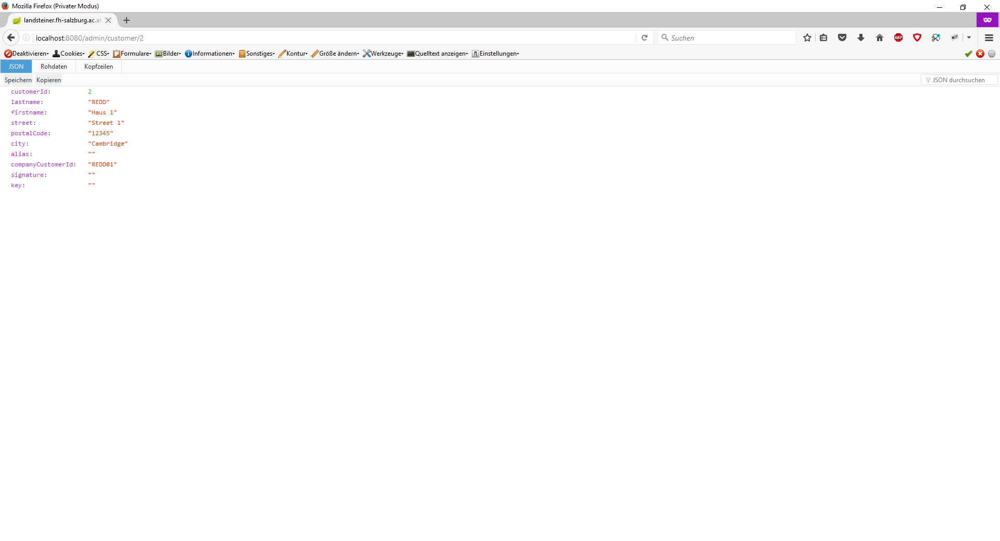 Mozilla Firefox (Privater Modus)
landsteiner.fh-salzburg.ac.at
localhost:8080/admin/customer/2
Suchen
ABP
Deaktivieren Cookies CSS Formulare Bilder Informationen Sonstiges Kontur Größe ändern Werkzeuge Quelltext anzeigen Einstellungen
JSON Rohdaten Kopfzeilen
Speichern Kopieren JSON durchsuchen
customerId: 2
lastname: "REDD"
firstname: "Haus 1"
street: "Street 1"
postalCode: "12345"
city: "Cambridge"
alias: ""
companyCustomerId: "REDD01"
signature: ""
key: ""